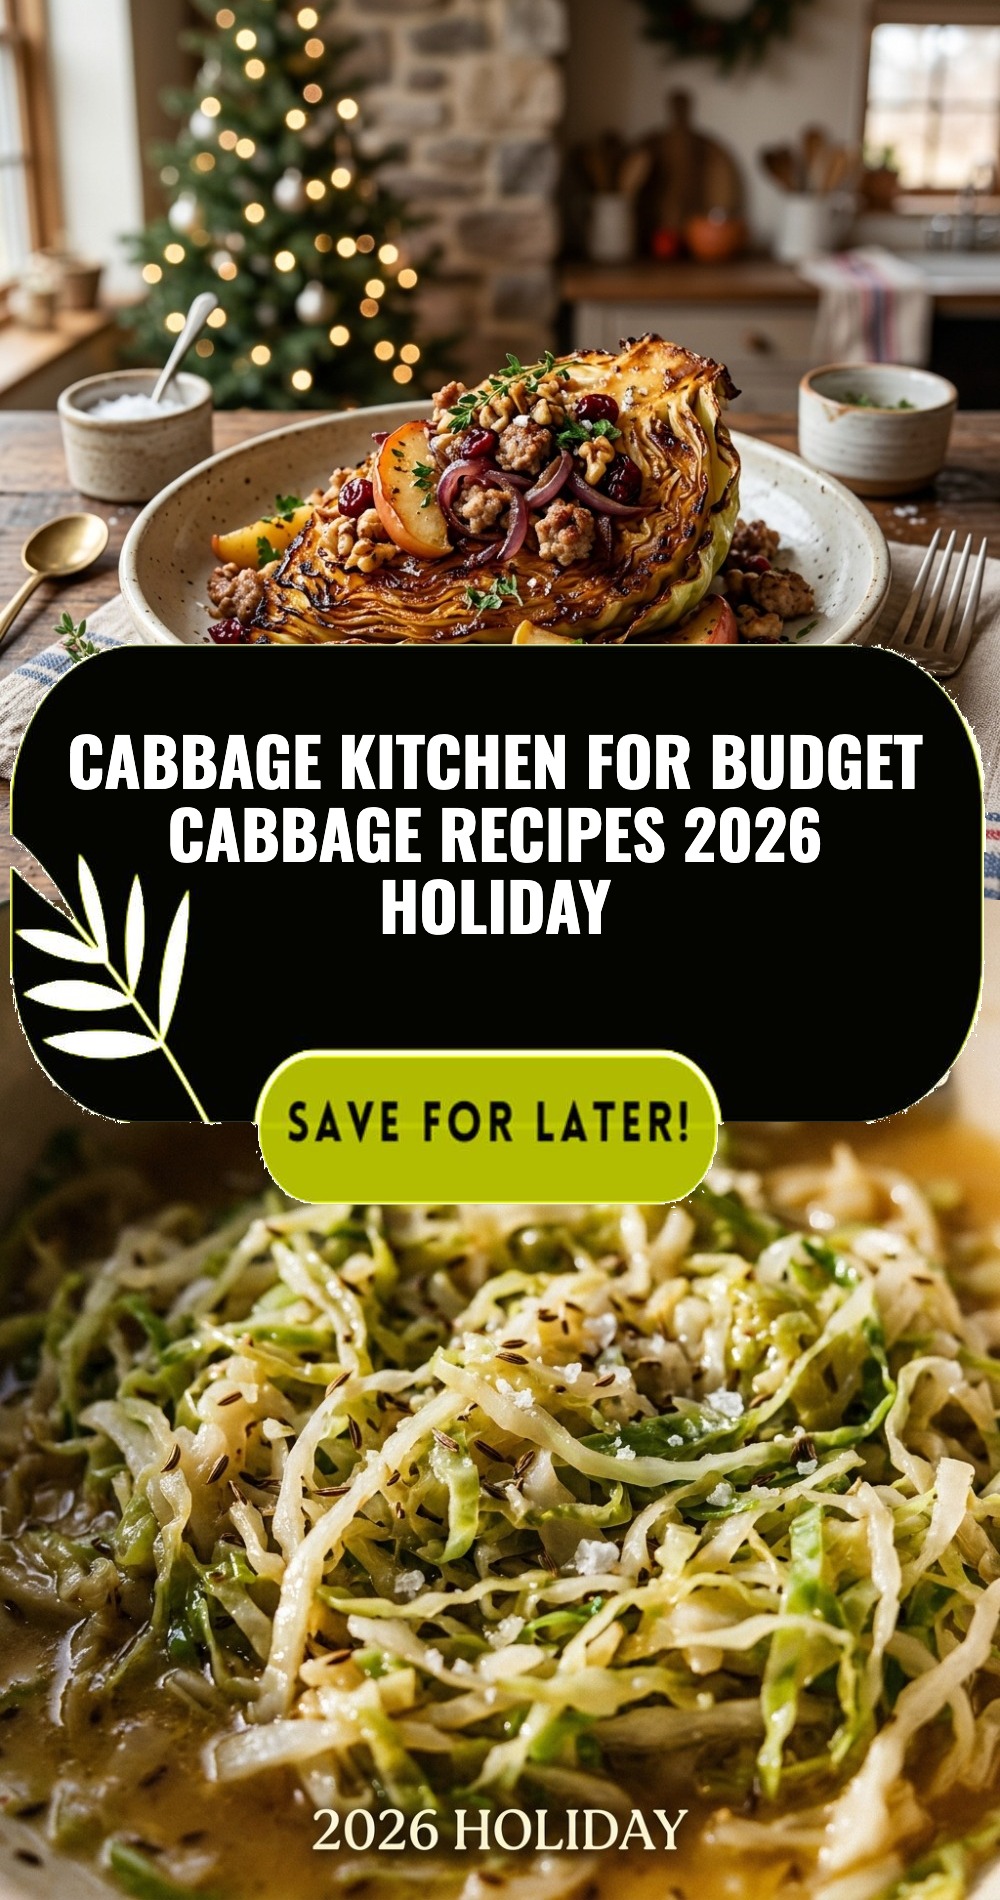 CABBAGE KITCHEN FOR BUDGET
CABBAGE RECIPES 2026
HOLIDAY
SAVE FOR LATER!
2026 HOLIDAY